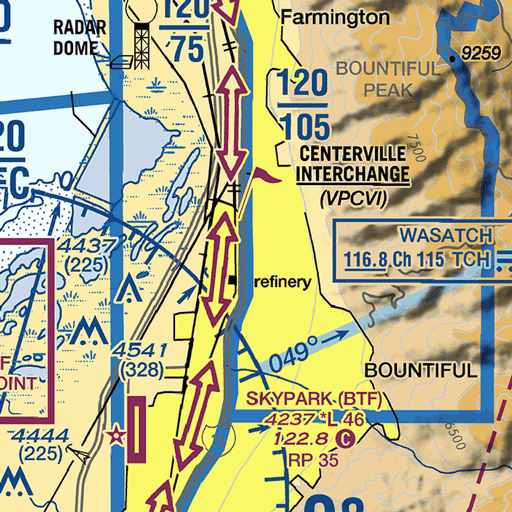 120
75
Farmington
RADAR
DOME
9259
BOUNTIFUL
PEAK
120
105
7500
20
FC
CENTERVILLE
INTERCHANGE
(VPCVI)
4437
(225)
WASATCH
116.8 Ch 115 TCH
refinery
049°
4541
(328)
F
OINT
BOUNTIFUL
SKYPARK (BTF)
4237 *L 46
122.8 C
RP 35
4444
(225)
6500